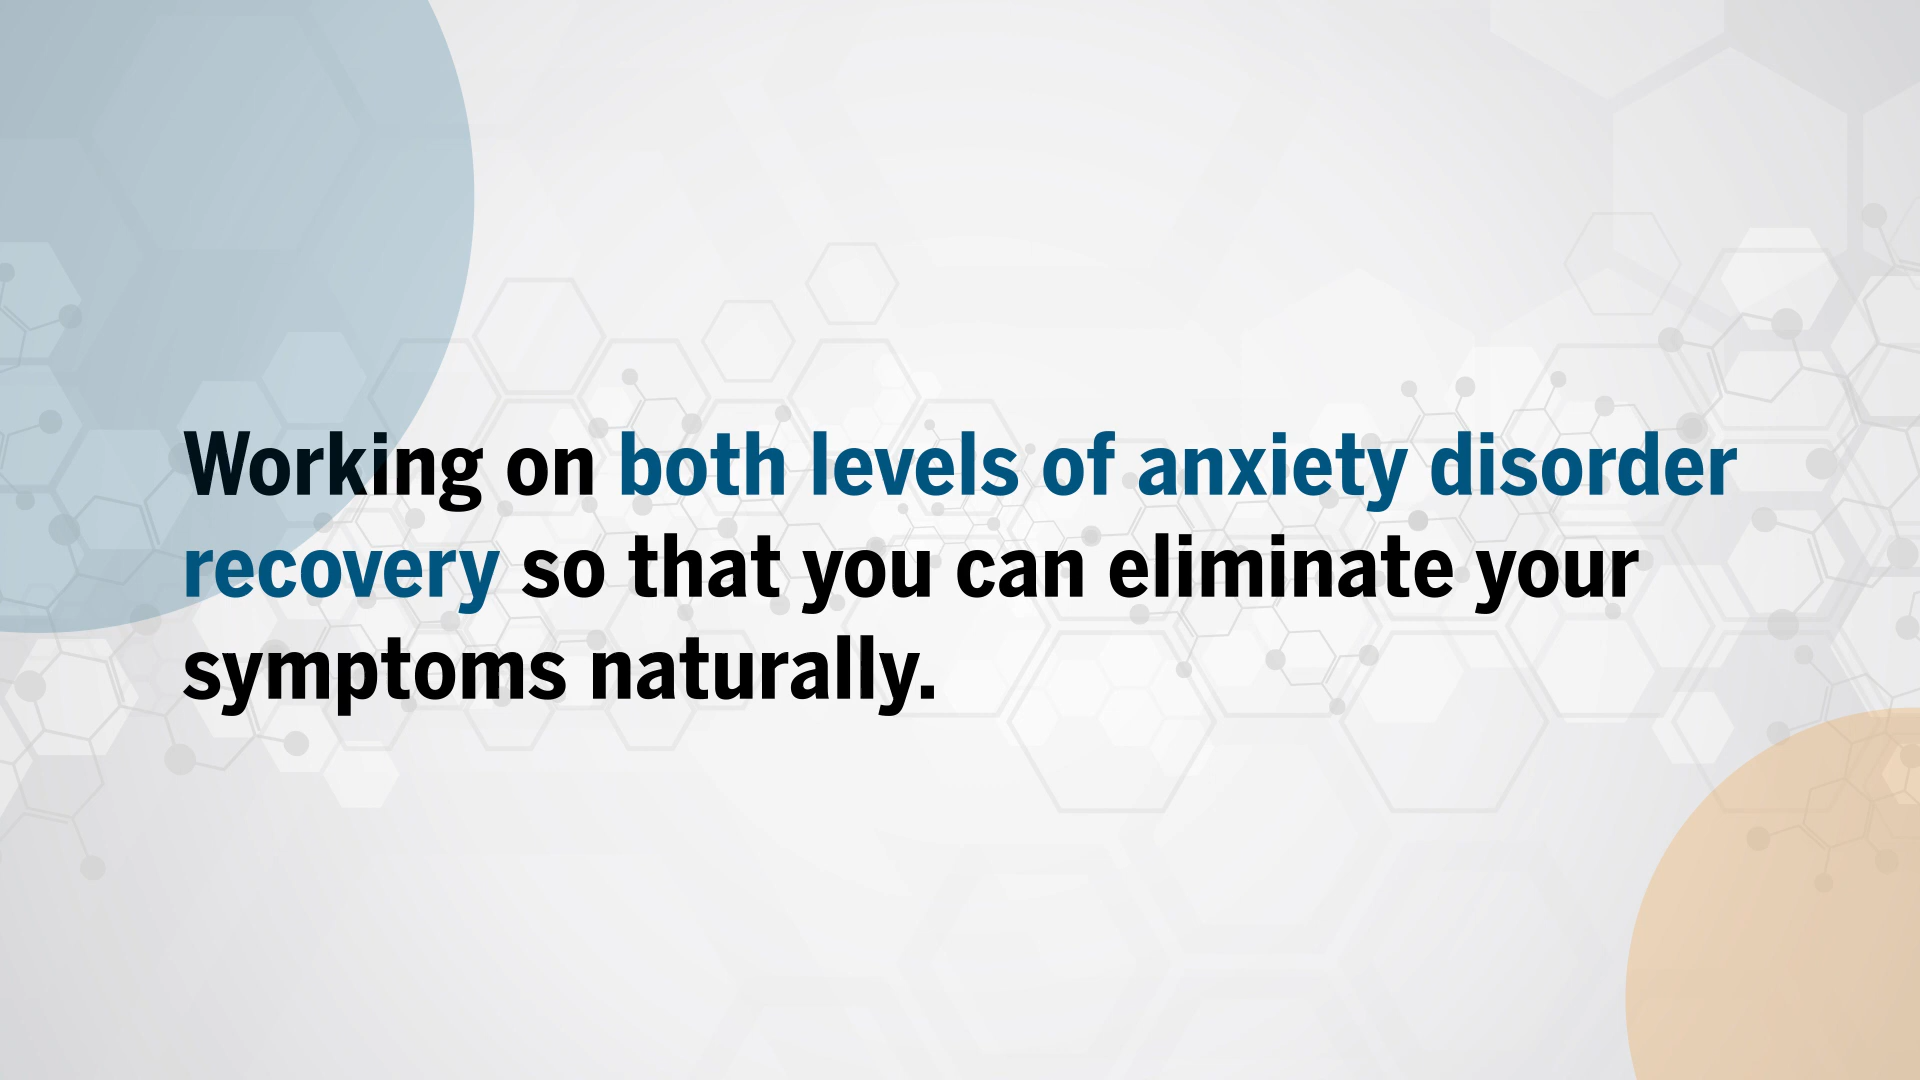 Working on both levels of anxiety disorder
recovery so that you can eliminate your
symptoms naturally.